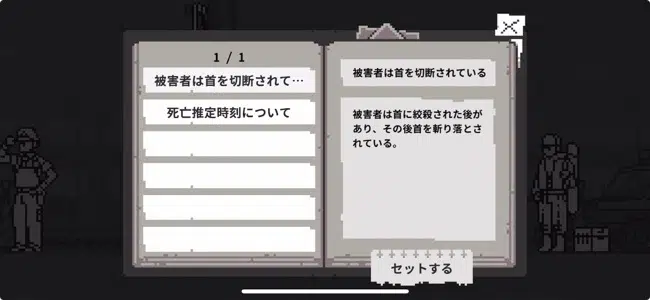 1 / 1
被害者は首を切断されて…
死亡推定時刻について
被害者は首を切断されている
被害者は首に絞殺された後が
あり、その後首を斬り落とさ
れている。
セットする